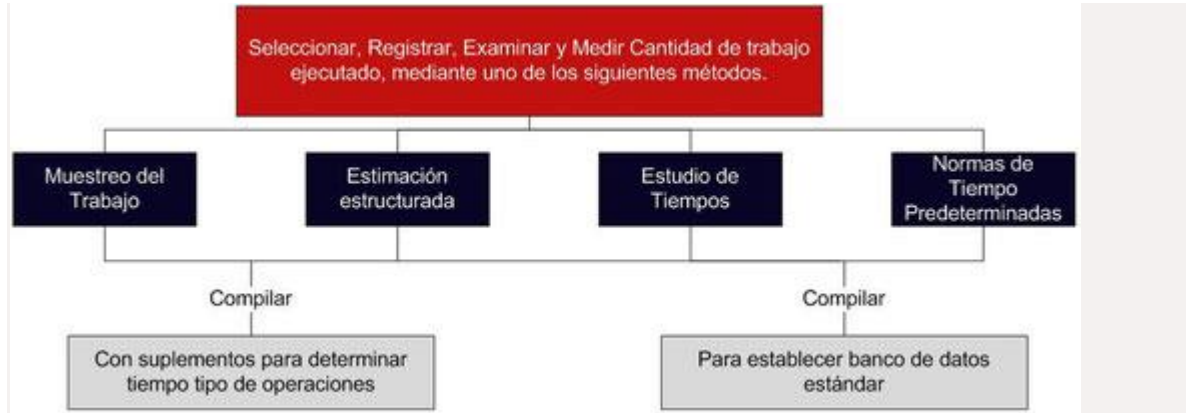 Seleccionar, Registrar, Examinar y Medir Cantidad de trabajo
ejecutado, mediante uno de los siguientes métodos.
Muestreo del
Trabajo
Estimación
estructurada
Estudio de
Tiempos
Normas de
Tiempo
Predeterminadas
Compilar
Compilar
Con suplementos para determinar
tiempo tipo de operaciones
Para establecer banco de datos
estándar